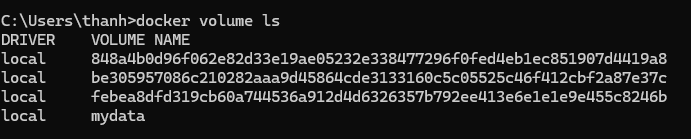 C:\Users\thanh>docker volume ls
DRIVER    VOLUME NAME
local     848a4b0d96f062e82d33e19ae05232e338477296f0fed4eb1ec851907d4419a8
local     be305957086c210282aaa9d45864cde3133160c5c05525c46f412cbf2a87e37c
local     febea8dfd319cb60a744536a912d4d6326357b792ee413e6e1e1e9e455c8246b
local     mydata